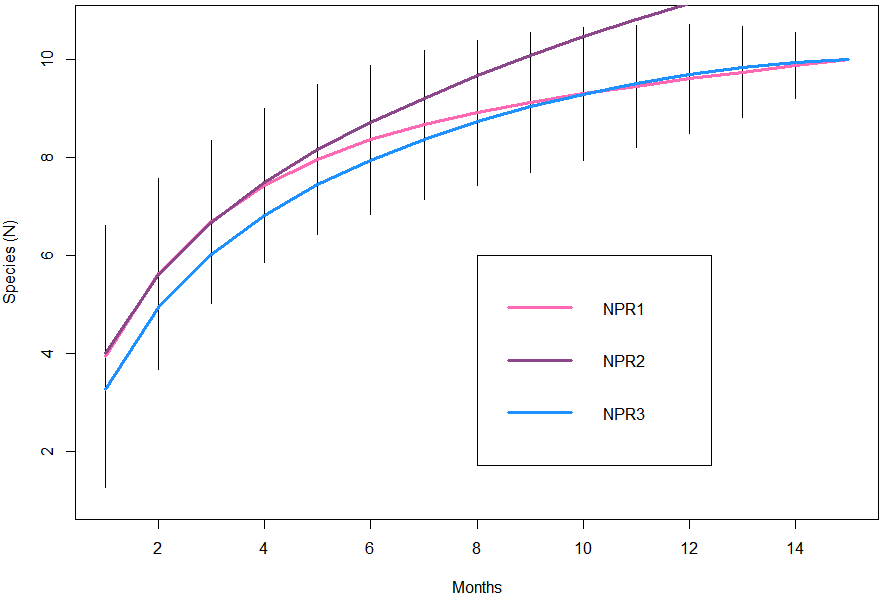 10
8
6
4
2
Species (N)
NPR1
NPR2
NPR3
2 4 6 8 10 12 14
Months